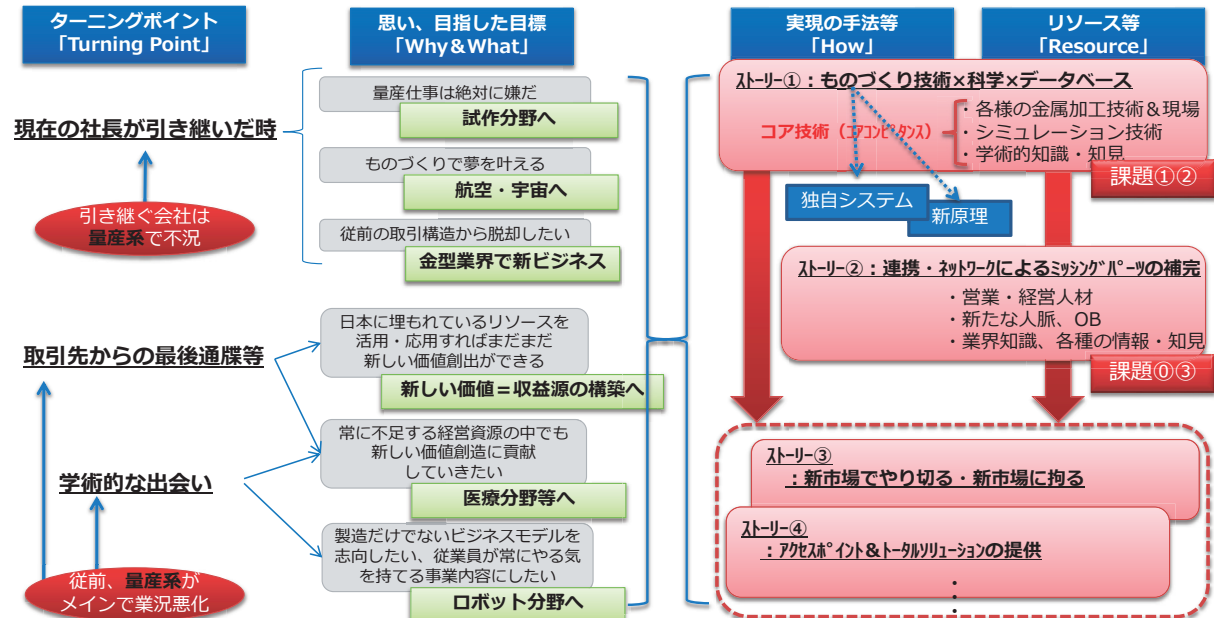 ターニングポイント
「Turning Point」
思い、目指した目標
「Why＆What」
実現の手法等
「How」
リソース等
「Resource」
現在の社長が引き継いだ時
引き継ぐ会社は
量産系で不況
取引先からの最後通牒等
学術的な出会い
従前、量産系が
メインで業況悪化
量産仕事は絶対に嫌だ
試作分野へ
ものづくりで夢を叶える
航空・宇宙へ
従前の取引構造から脱却したい
金型業界で新ビジネス
日本に埋もれているリソースを
活用・応用すればまだまだ
新しい価値創出ができる
新しい価値＝収益源の構築へ
常に不足する経営資源の中でも
新しい価値創造に貢献
していきたい
医療分野等へ
製造だけでないビジネスモデルを
志向したい、従業員が常にやる気
を持てる事業内容にしたい
ロボット分野へ
ｽﾄｰﾘｰ①：ものづくり技術×科学×データベース
コア技術（ｺｱｺﾝﾋﾟﾀﾝｽ）
・各様の金属加工技術＆現場
・シミュレーション技術
・学術的知識・知見
課題①②
独自システム
新原理
ｽﾄｰﾘｰ②：連携・ﾈｯﾄﾜｰｸによるﾐｯｼﾝｸﾞﾊﾟｰﾂの補完
・営業・経営人材
・新たな人脈、OB
・業界知識、各種の情報・知見
課題⓪③
ｽﾄｰﾘｰ③
：新市場でやり切る・新市場に拘る
ｽﾄｰﾘｰ④
：ｱｸｾｽﾎﾟｲﾝﾄ＆ﾄｰﾀﾙｿﾘｭｰｼｮﾝの提供
・
・
・